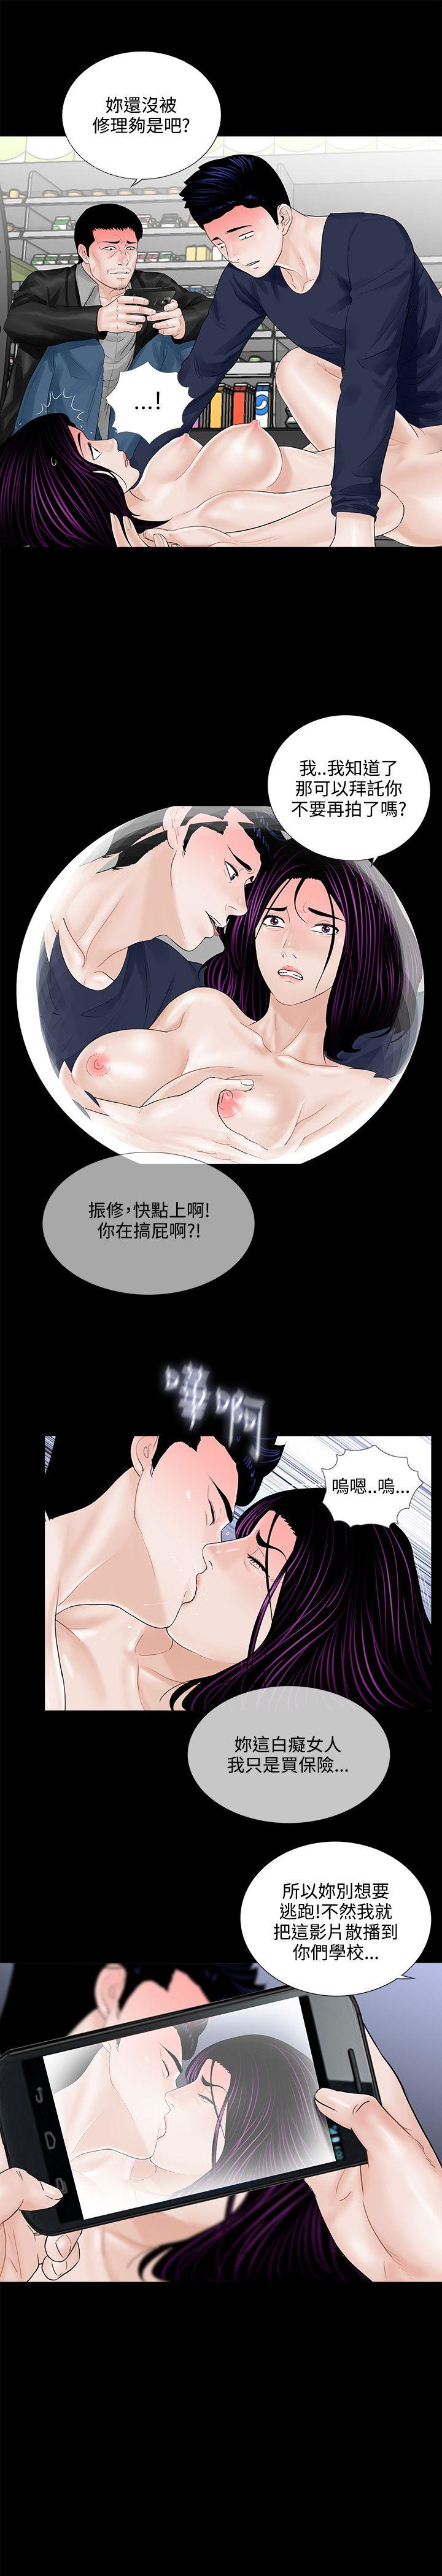 妳還沒被
修理夠是吧?
...!
我..我知道了
那可以拜託你
不要再拍了嗎?
振修，快點上啊!
你在搞屁啊?!
嗶啊
嗚嗯..嗚...
妳這白癡女人
我只是買保險...
所以妳別想要
逃跑!不然我就
把這影片散播到
你們學校...